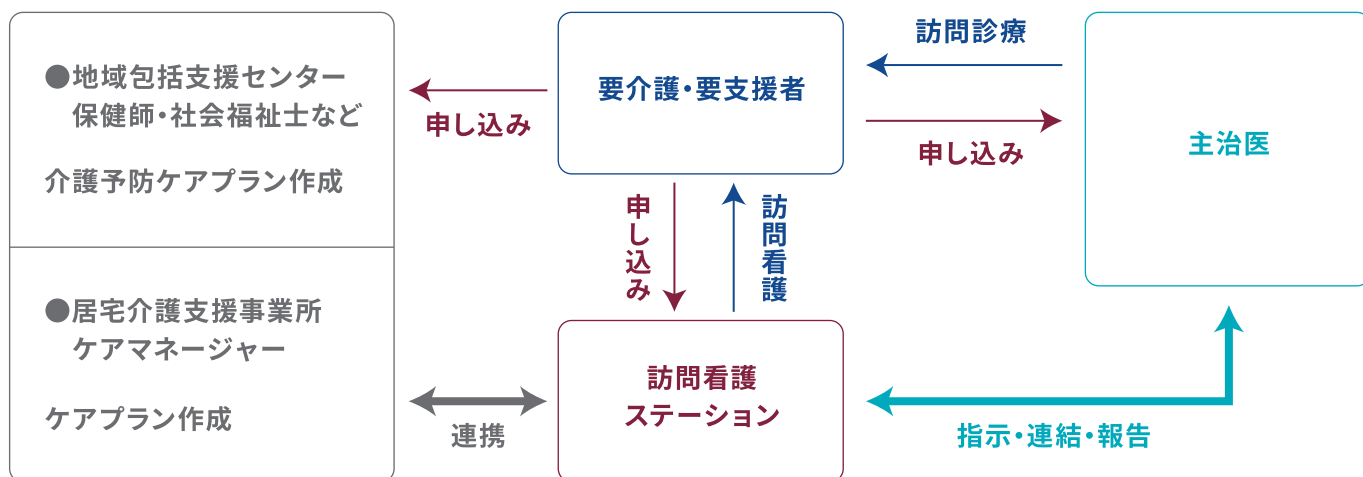 ●地域包括支援センター
保健師・社会福祉士など
介護予防ケアプラン作成
●居宅介護支援事業所
ケアマネージャー
ケアプラン作成
申し込み
要介護・要支援者
訪問診療
申し込み
主治医
申し込み
訪問看護
連携
訪問看護
ステーション
指示・連結・報告